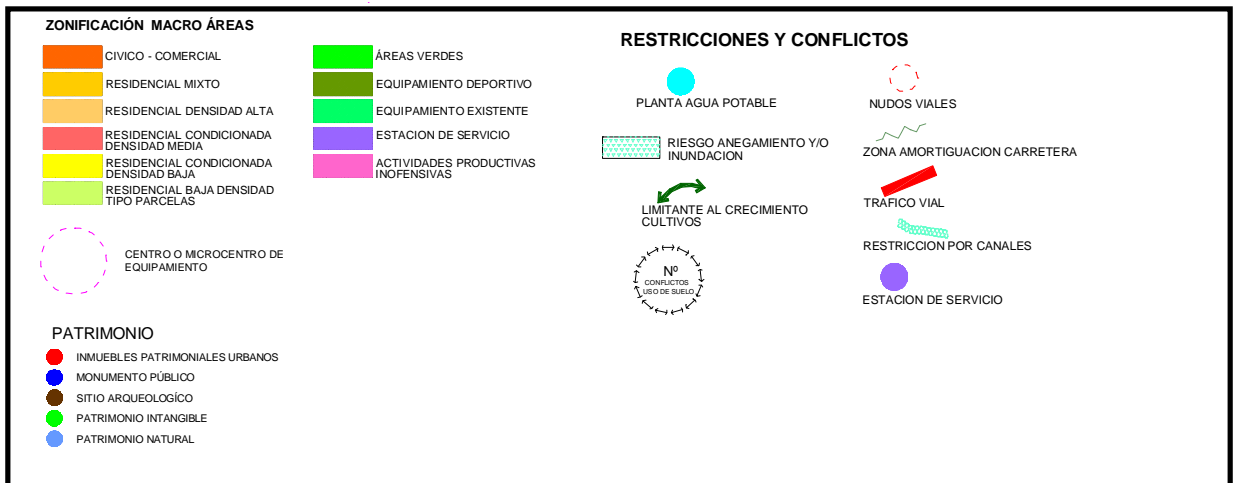 ZONIFICACIÓN MACRO ÁREAS
CIVICO - COMERCIAL
RESIDENCIAL MIXTO
RESIDENCIAL DENSIDAD ALTA
RESIDENCIAL CONDICIONADA
DENSIDAD MEDIA
RESIDENCIAL CONDICIONADA
DENSIDAD BAJA
RESIDENCIAL BAJA DENSIDAD
TIPO PARCELAS
ÁREAS VERDES
EQUIPAMIENTO DEPORTIVO
EQUIPAMIENTO EXISTENTE
ESTACION DE SERVICIO
ACTIVIDADES PRODUCTIVAS
INOFENSIVAS
CENTRO O MICROCENTRO DE
EQUIPAMIENTO
PATRIMONIO
INMUEBLES PATRIMONIALES URBANOS
MONUMENTO PÚBLICO
SITIO ARQUEOLOGÍCO
PATRIMONIO INTANGIBLE
PATRIMONIO NATURAL
RESTRICCIONES Y CONFLICTOS
PLANTA AGUA POTABLE
RIESGO ANEGAMIENTO Y/O
INUNDACION
LIMITANTE AL CRECIMIENTO
CULTIVOS
Nº
CONFLICTOS
USO DE SUELO
NUDOS VIALES
ZONA AMORTIGUACION CARRETERA
TRÁFICO VIAL
RESTRICCION POR CANALES
ESTACION DE SERVICIO